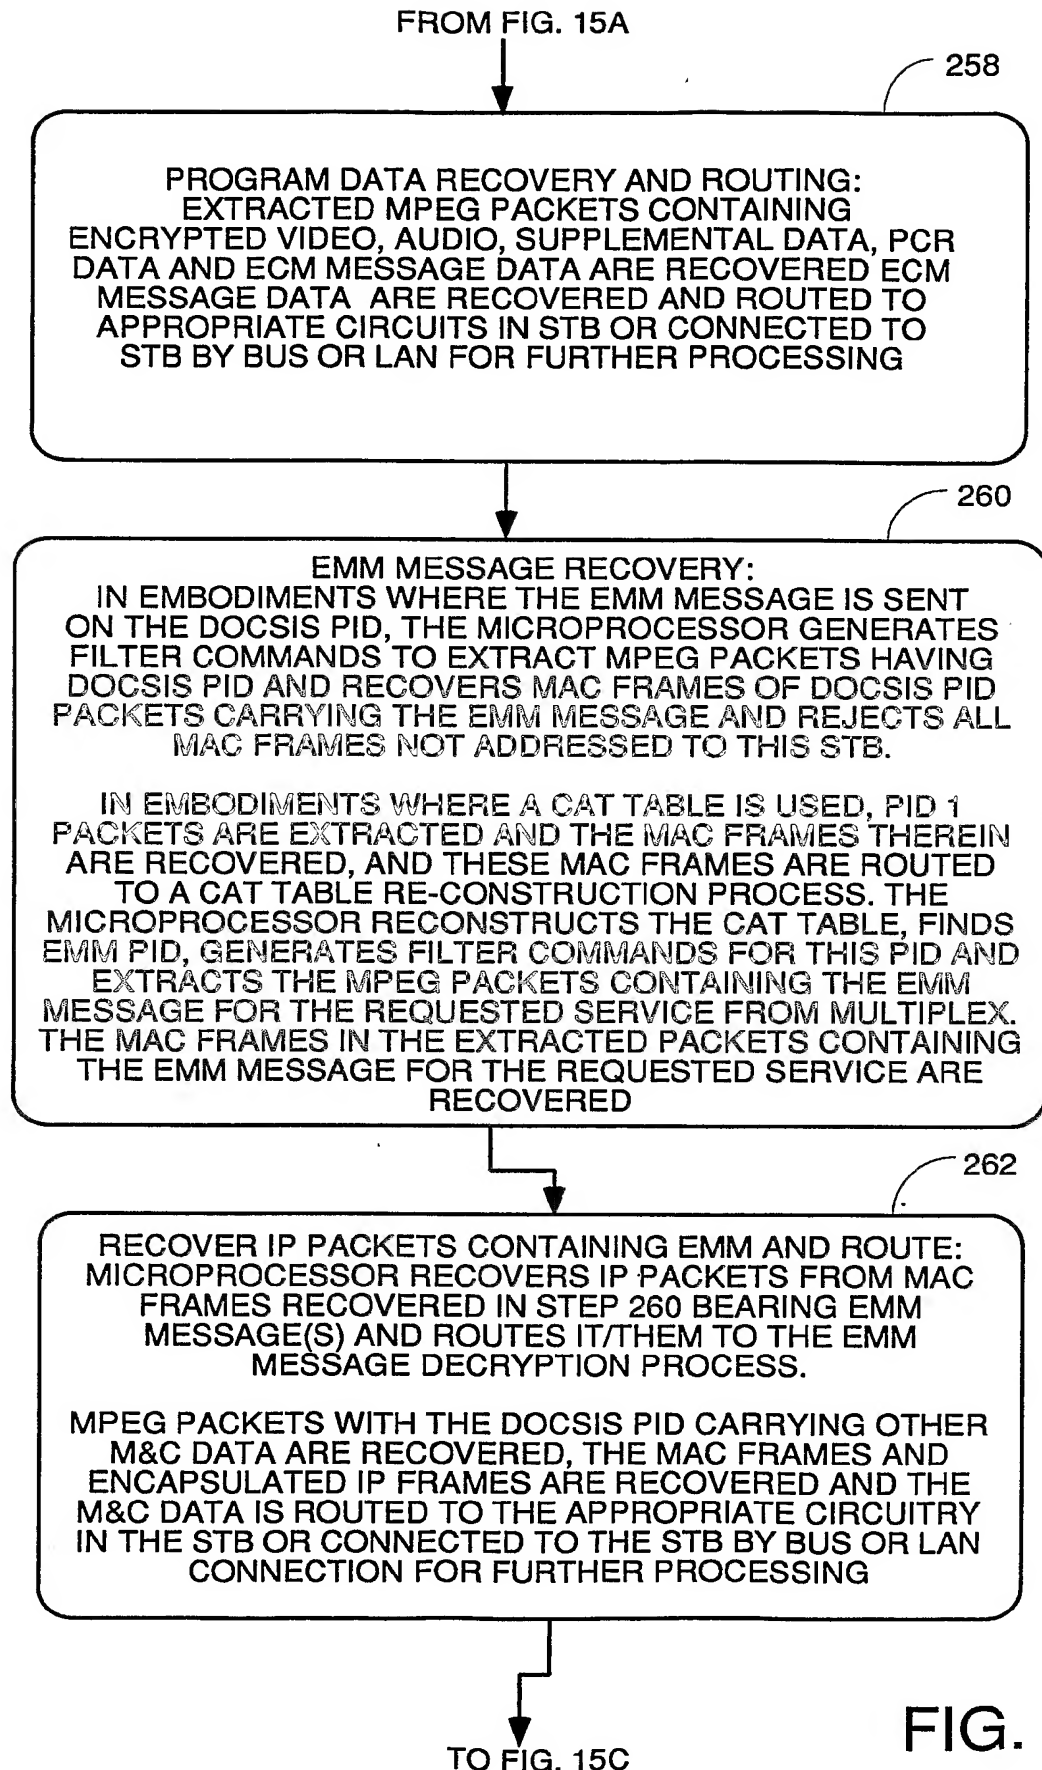 FROM FIG. 15A
258
PROGRAM DATA RECOVERY AND ROUTING:
EXTRACTED MPEG PACKETS CONTAINING
ENCRYPTED VIDEO, AUDIO, SUPPLEMENTAL DATA, PCR
DATA AND ECM MESSAGE DATA ARE RECOVERED ECM
MESSAGE DATA ARE RECOVERED AND ROUTED TO
APPROPRIATE CIRCUITS IN STB OR CONNECTED TO
STB BY BUS OR LAN FOR FURTHER PROCESSING
260
EMM MESSAGE RECOVERY:
IN EMBODIMENTS WHERE THE EMM MESSAGE IS SENT
ON THE DOCSIS PID, THE MICROPROCESSOR GENERATES
FILTER COMMANDS TO EXTRACT MPEG PACKETS HAVING
DOCSIS PID AND RECOVERS MAC FRAMES OF DOCSIS PID
PACKETS CARRYING THE EMM MESSAGE AND REJECTS ALL
MAC FRAMES NOT ADDRESSED TO THIS STB.
IN EMBODIMENTS WHERE A CAT TABLE IS USED, PID 1
PACKETS ARE EXTRACTED AND THE MAC FRAMES THEREIN
ARE RECOVERED, AND THESE MAC FRAMES ARE ROUTED
TO A CAT TABLE RE-CONSTRUCTION PROCESS. THE
MICROPROCESSOR RECONSTRUCTS THE CAT TABLE, FINDS
EMM PID, GENERATES FILTER COMMANDS FOR THIS PID AND
EXTRACTS THE MPEG PACKETS CONTAINING THE EMM
MESSAGE FOR THE REQUESTED SERVICE FROM MULTIPLEX.
THE MAC FRAMES IN THE EXTRACTED PACKETS CONTAINING
THE EMM MESSAGE FOR THE REQUESTED SERVICE ARE
RECOVERED
262
RECOVER IP PACKETS CONTAINING EMM AND ROUTE:
MICROPROCESSOR RECOVERS IP PACKETS FROM MAC
FRAMES RECOVERED IN STEP 260 BEARING EMM
MESSAGE(S) AND ROUTES IT/THEM TO THE EMM
MESSAGE DECRYPTION PROCESS.
MPEG PACKETS WITH THE DOCSIS PID CARRYING OTHER
M&C DATA ARE RECOVERED, THE MAC FRAMES AND
ENCAPSULATED IP FRAMES ARE RECOVERED AND THE
M&C DATA IS ROUTED TO THE APPROPRIATE CIRCUITRY
IN THE STB OR CONNECTED TO THE STB BY BUS OR LAN
CONNECTION FOR FURTHER PROCESSING
FIG.
TO FIG. 15C